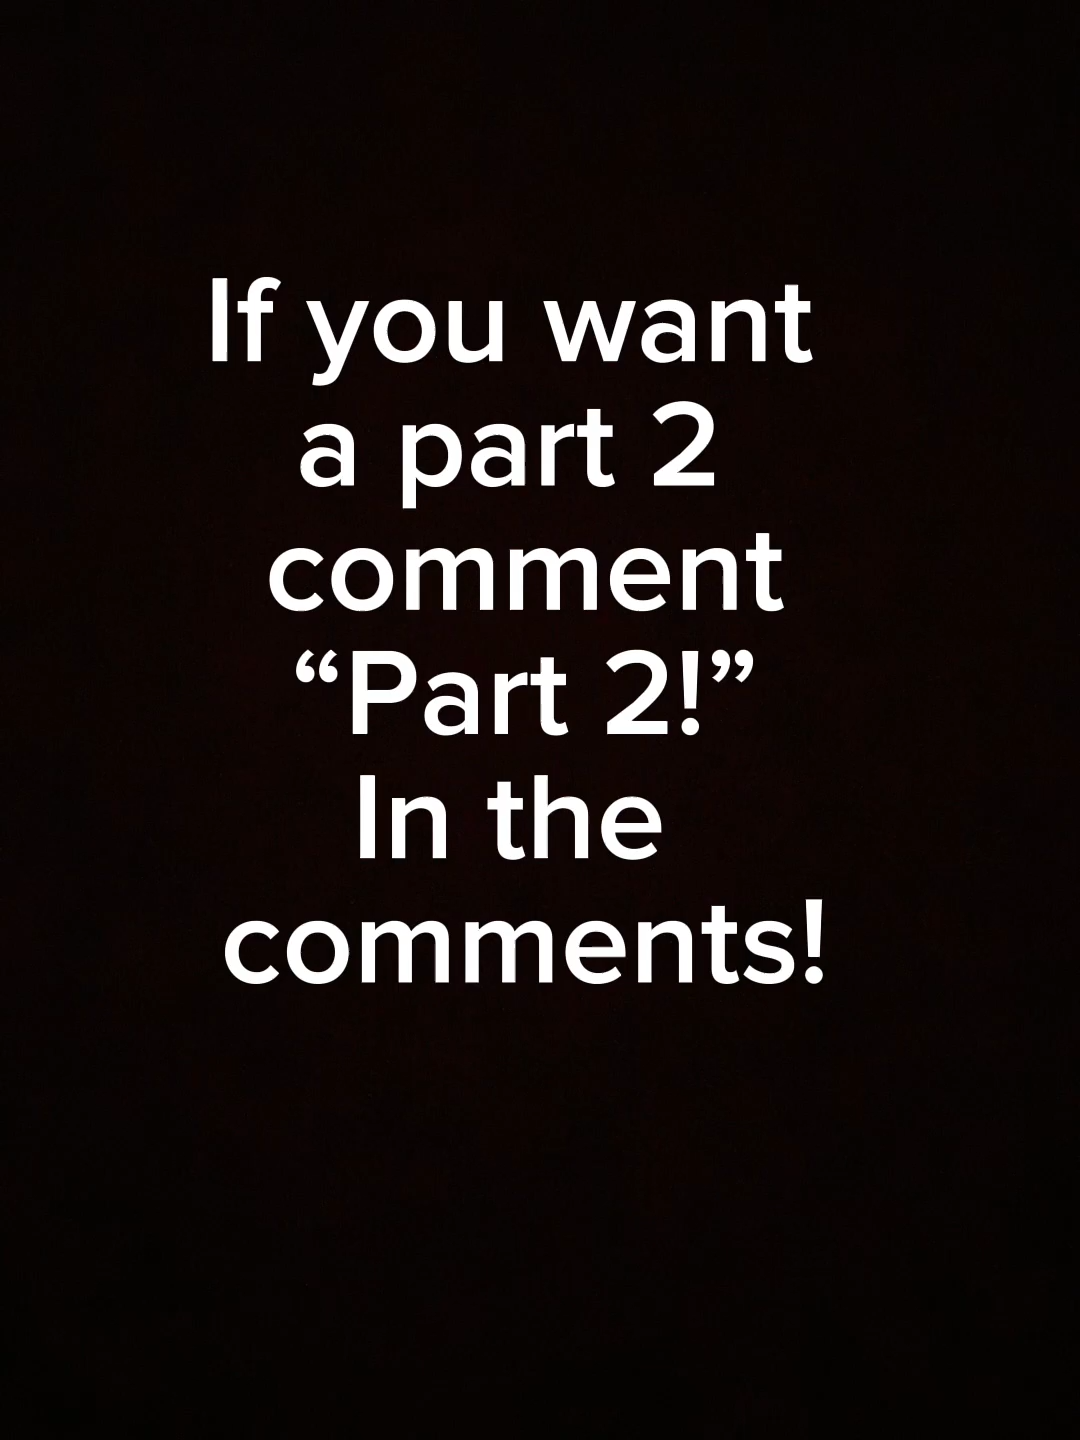 If you want
a part 2
comment
“Part 2!”
In the
comments!